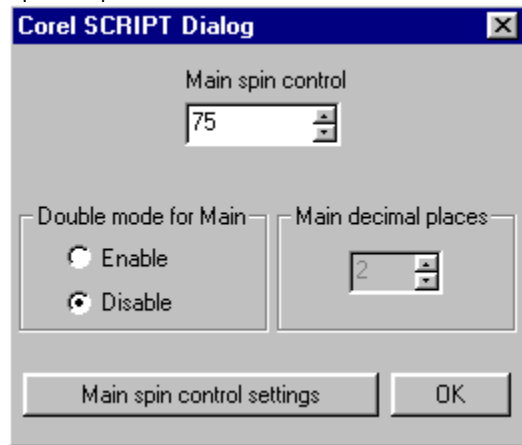 Corel SCRIPT Dialog
Main spin control
75
Double mode for Main
Enable
Disable
Main decimal places
2
Main spin control settings
OK